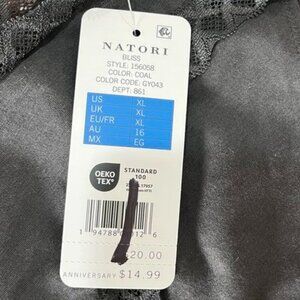 NATORI
BLISS
STYLE: 156058
COLOR: COAL
COLOR CODE: GY043
DEPT: 861
US XL
UK XL
EU/FR XL
AU 16
MX EG
OEKO TEX® STANDARD 100
20.00
ANNIVERSARY $14.99